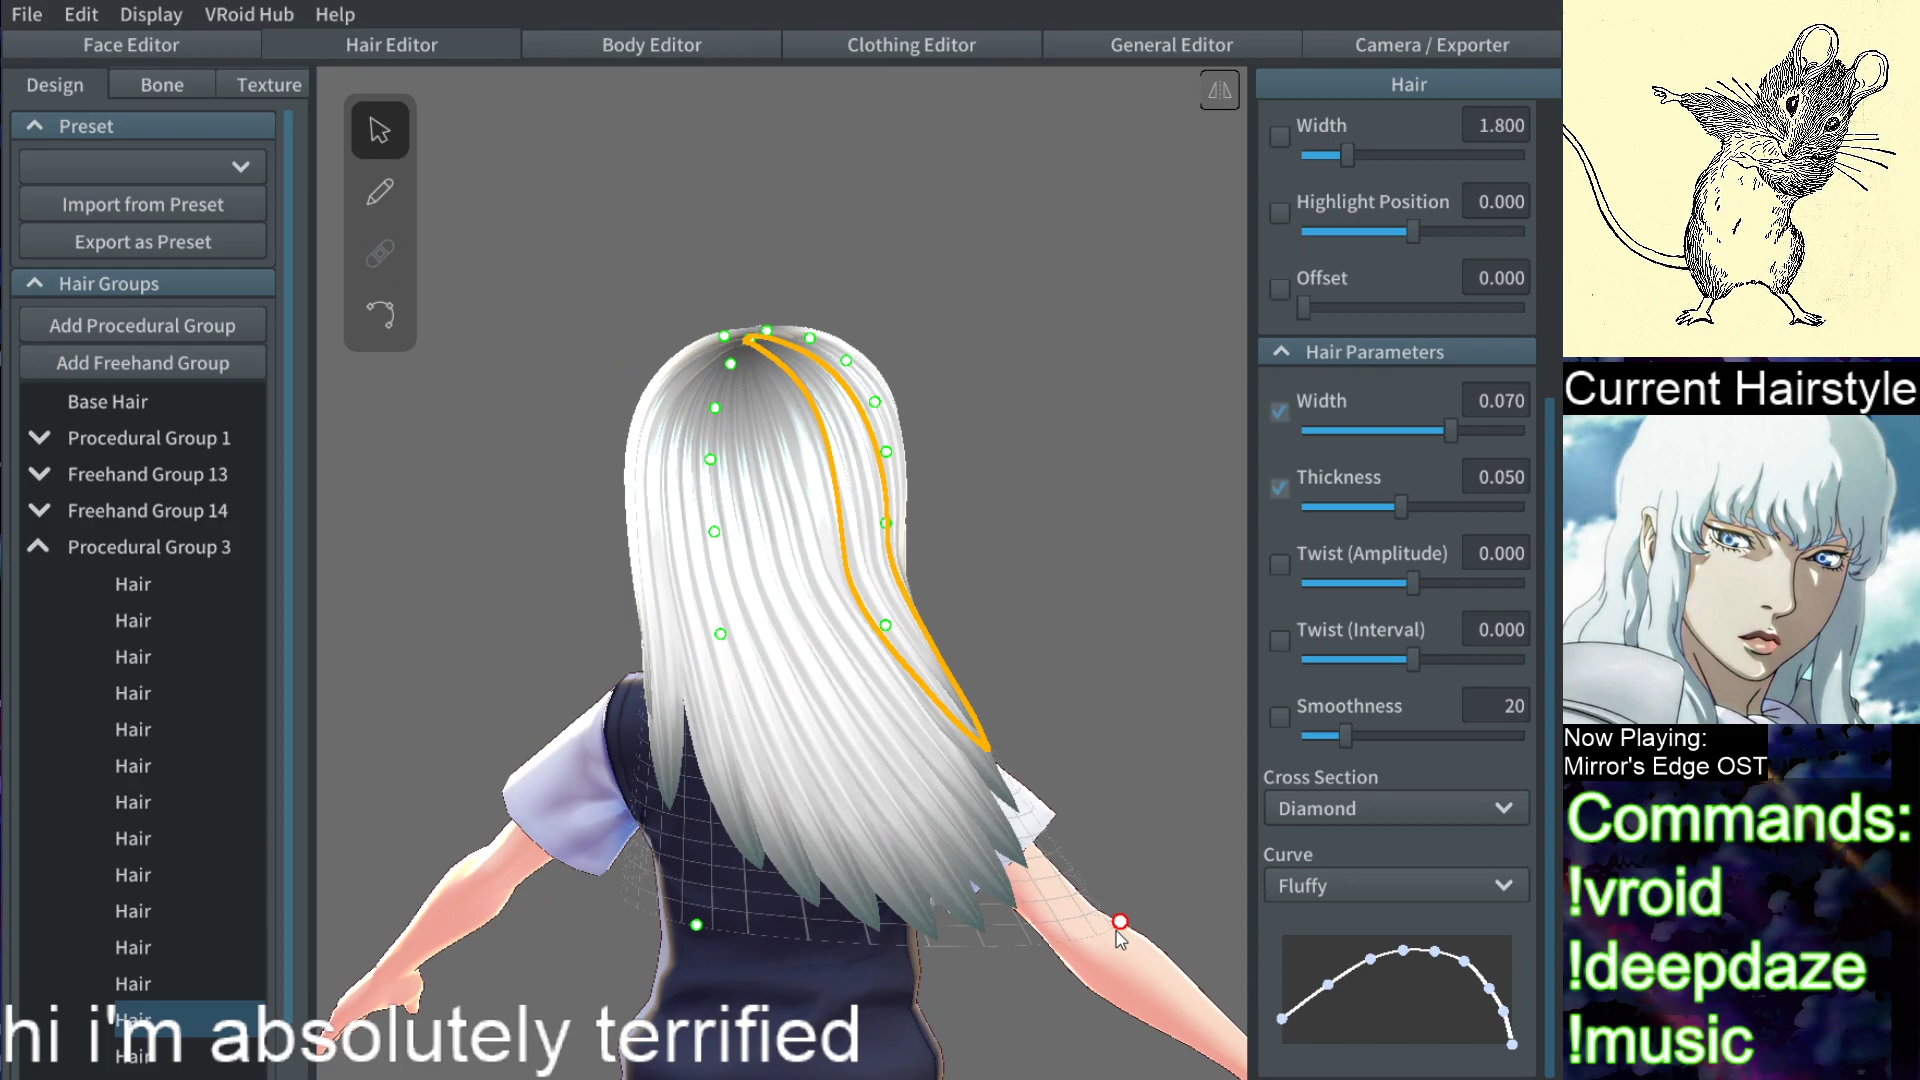 File Edit Display VRoid Hub Help
Face Editor Hair Editor Body Editor Clothing Editor General Editor Camera / Exporter
Design Bone Texture
Preset
Import from Preset
Export as Preset
Hair Groups
Add Procedural Group
Add Freehand Group
Base Hair
Procedural Group 1
Freehand Group 13
Freehand Group 14
Procedural Group 3
Hair
Hair
Hair
Hair
Hair
Hair
Hair
Hair
Hair
Hair
Hair
Hair
Hair
Hair
hi i'm absolutely terrified
Hair
Width 1.800
Highlight Position 0.000
Offset 0.000
Hair Parameters
Width 0.070
Thickness 0.050
Twist (Amplitude) 0.000
Twist (Interval) 0.000
Smoothness 20
Cross Section
Diamond
Curve
Fluffy
Current Hairstyle
Now Playing:
Mirror's Edge OST
Commands:
!vroid
!deepdaze
!music